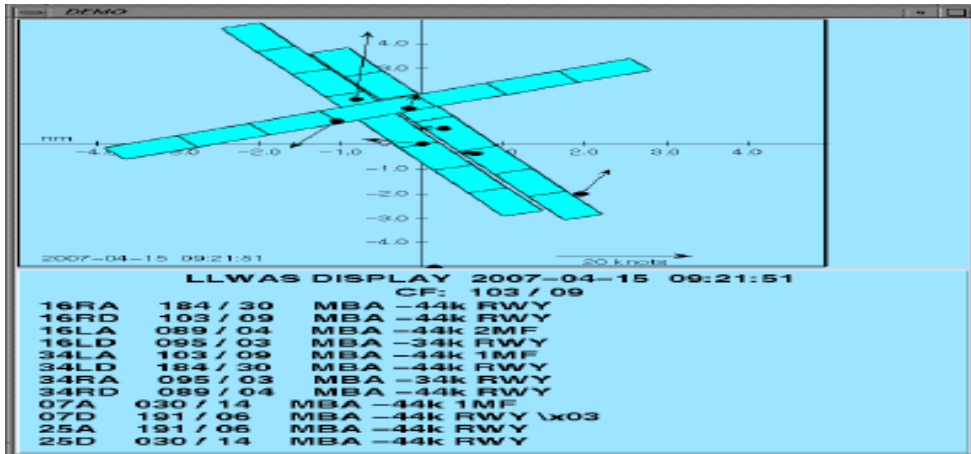 DEMO
4.0
3.0
nm
-4.0 -3.0 -2.0 -1.0 2.0 3.0 4.0
-1.0
-2.0
-3.0
-4.0
2007-04-15 09:21:51
20 knots
LLWAS DISPLAY 2007-04-15 09:21:51
CF: 103 / 09
16RA 184 / 30 MBA -44k RWY
16RD 103 / 09 MBA -44k RWY
16LA 089 / 04 MBA -44k 2MF
16LD 095 / 03 MBA -34k RWY
34LA 103 / 09 MBA -44k 1MF
34LD 184 / 30 MBA -44k RWY
34RA 095 / 03 MBA -34k RWY
34RD 089 / 04 MBA -44k RWY
07A 030 / 14 MBA -44k 1MF
07D 191 / 06 MBA -44k RWY \x03
25A 191 / 06 MBA -44k RWY
25D 030 / 14 MBA -44k RWY